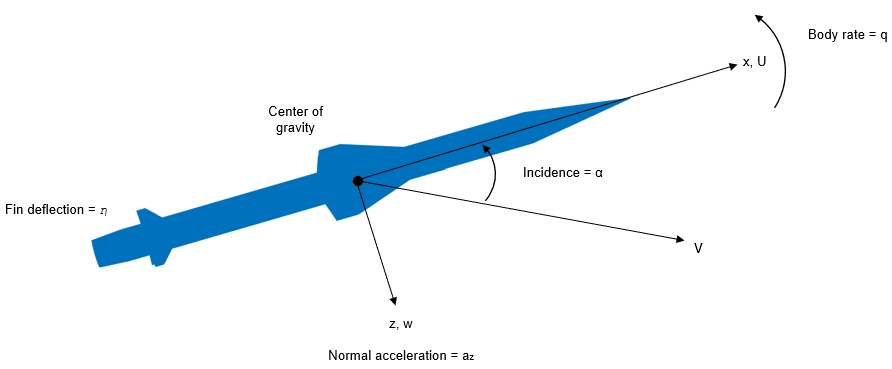 Body rate = q
x, U
Center of
gravity
Incidence = α
Fin deflection = η
V
z, w
Normal acceleration = az